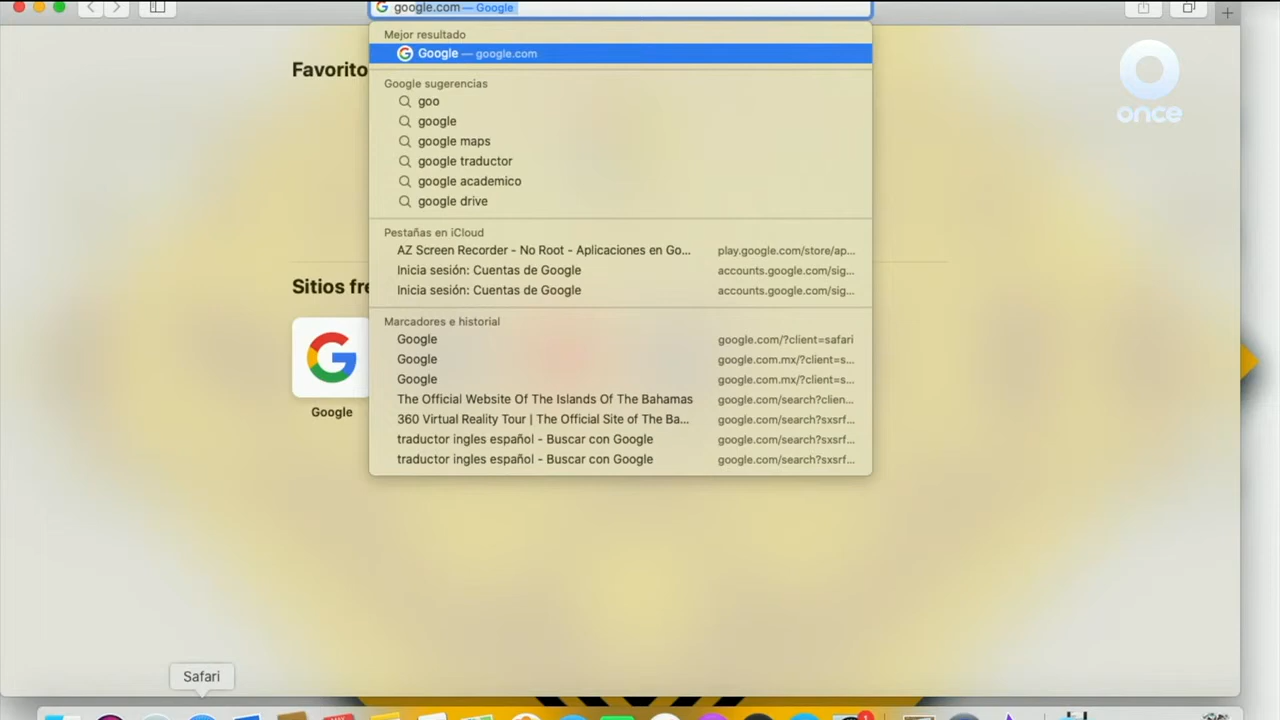 google.com — Google
Mejor resultado
Google — google.com
Favorito
once
Google sugerencias
goo
google
google maps
google traductor
google academico
google drive
Pestañas en iCloud
AZ Screen Recorder - No Root - Aplicaciones en Go... play.google.com/store/ap...
Inicia sesión: Cuentas de Google accounts.google.com/sig...
Inicia sesión: Cuentas de Google accounts.google.com/sig...
Sitios fre
Marcadores e historial
Google google.com/?client=safari
Google google.com.mx/?client=s...
Google google.com.mx/?client=s...
The Official Website Of The Islands Of The Bahamas google.com/search?clien...
360 Virtual Reality Tour | The Official Site of The Ba... google.com/search?sxsrf...
traductor ingles español - Buscar con Google google.com/search?sxsrf...
traductor ingles español - Buscar con Google google.com/search?sxsrf...
Google
Safari